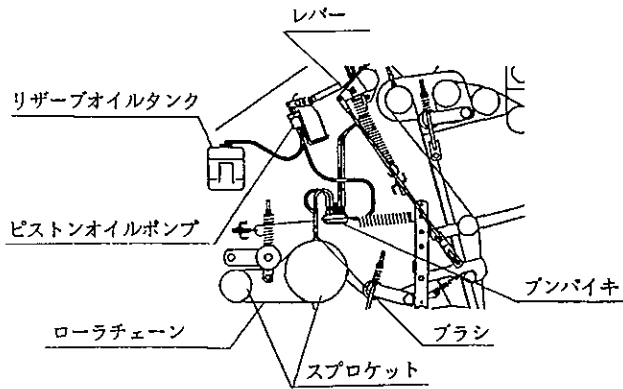 レバー
リザーブオイルタンク
ピストンオイルポンプ
ブンパイキ
ローラチェーン
ブラシ
スプロケット